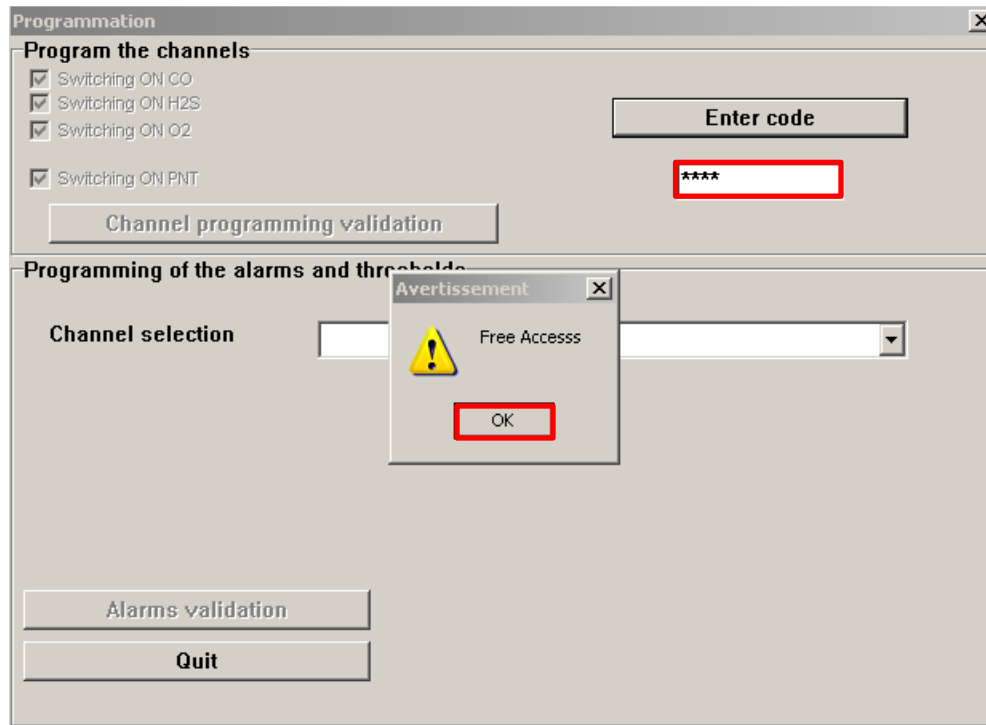 Programmation
Program the channels
Switching ON CO
Switching ON H2S
Switching ON O2
Enter code
Switching ON PNT
****
Channel programming validation
Programming of the alarms and thresholds
Avertissement
Channel selection
Free Accesss
OK
Alarms validation
Quit